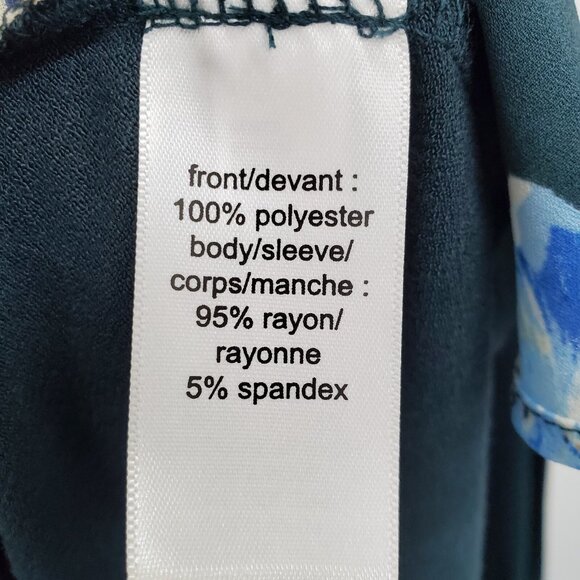 front/devant :
100% polyester
body/sleeve/
corps/manche :
95% rayon/
rayonne
5% spandex